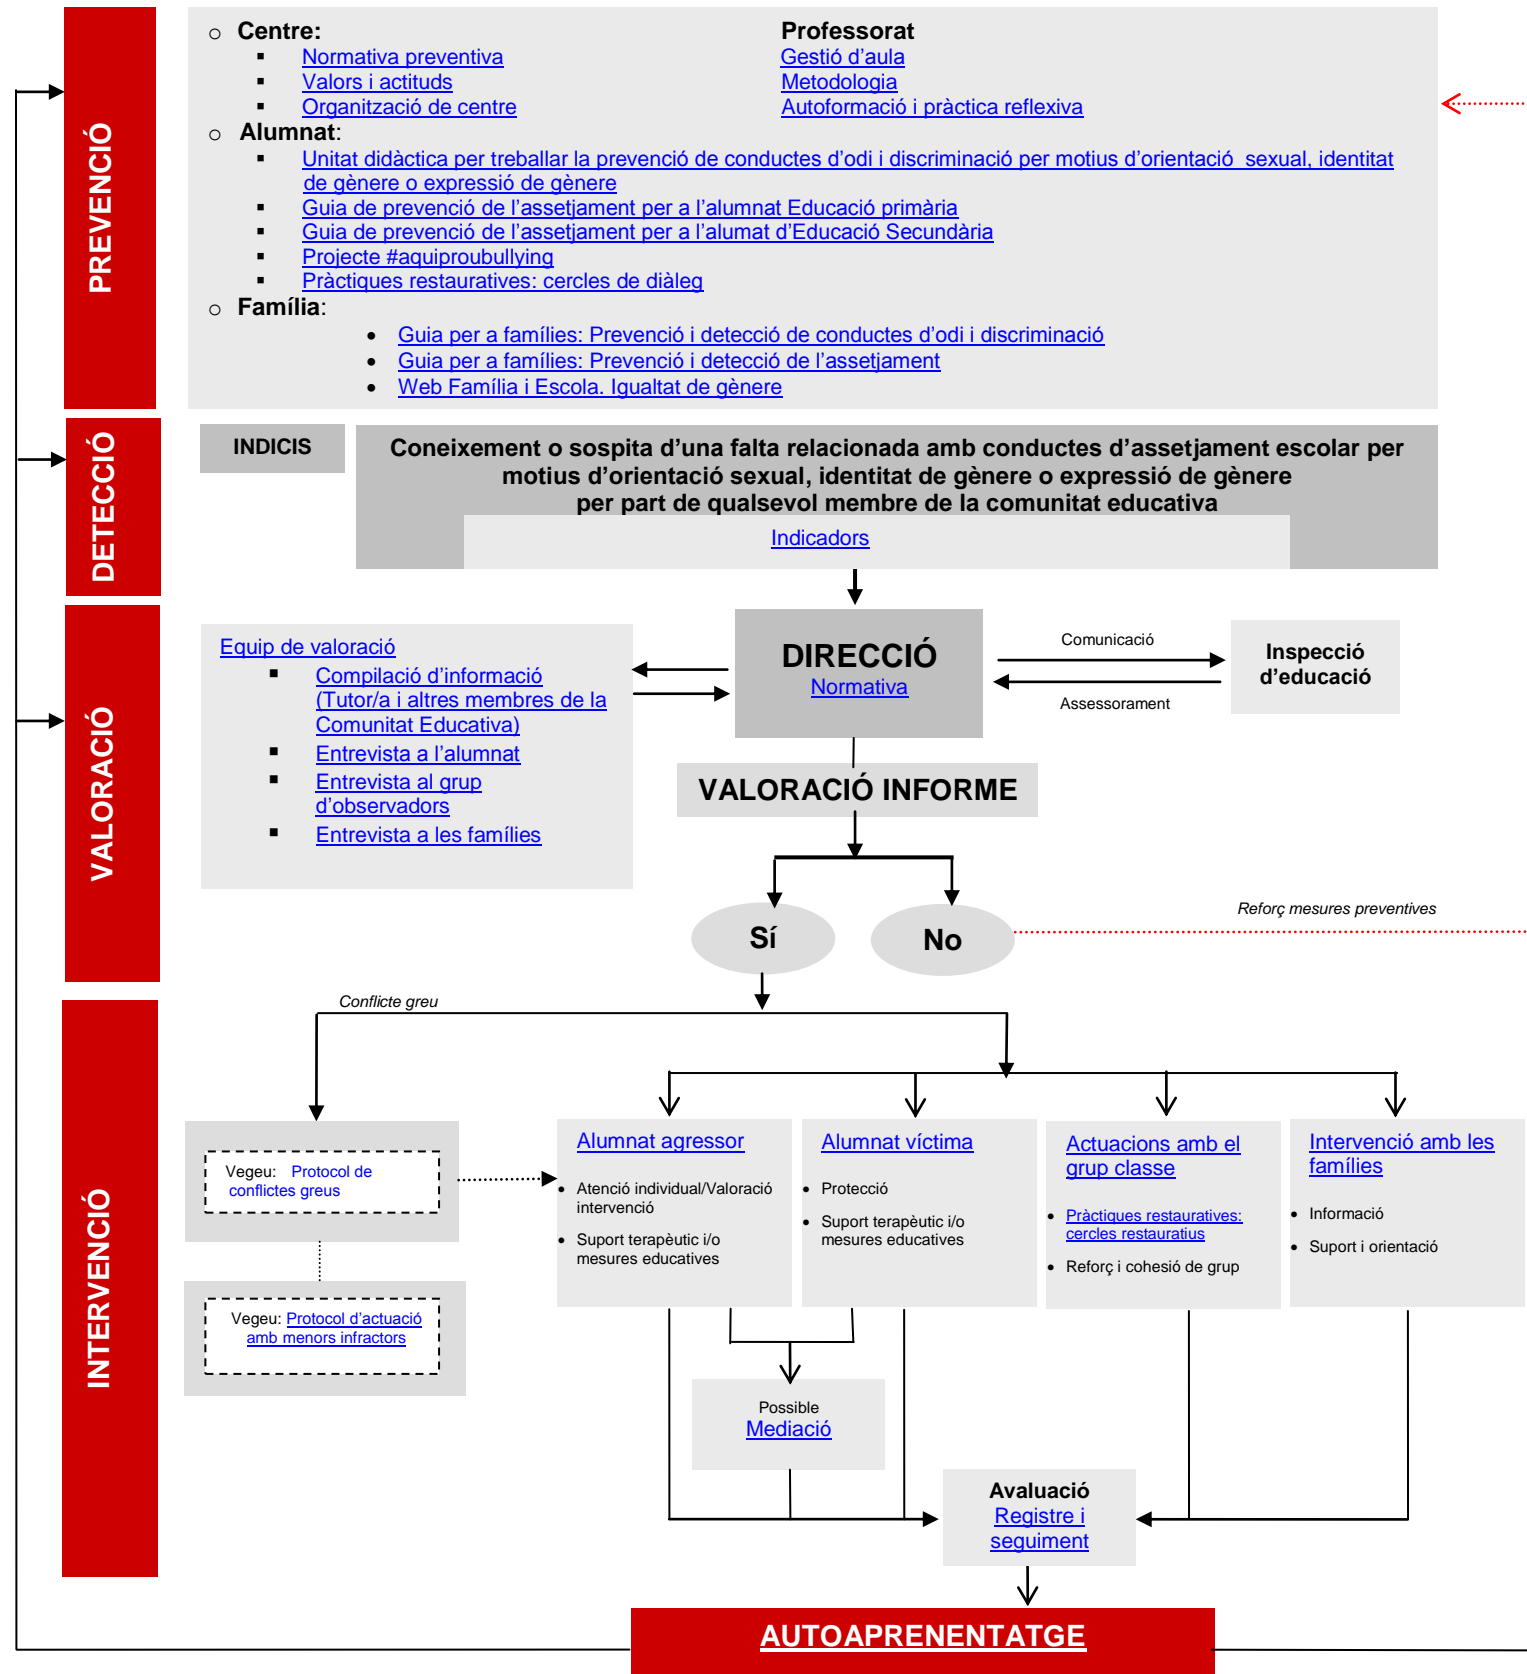 PREVENCIÓ
Centre:
Normativa preventiva
Valors i actituds
Organització de centre
Professorat
Gestió d'aula
Metodologia
Autoformació i pràctica reflexiva
Alumnat:
Unitat didàctica per treballar la prevenció de conductes d'odi i discriminació per motius d'orientació sexual, identitat
de gènere o expressió de gènere
Guia de prevenció de l'assetjament per a l'alumnat Educació primària
Guia de prevenció de l'assetjament per a l'alumat d'Educació Secundària
Projecte #aquiproubullying
Pràctiques restauratives: cercles de diàleg
Família:
Guia per a famílies: Prevenció i detecció de conductes d'odi i discriminació
Guia per a famílies: Prevenció i detecció de l'assetjament
Web Família i Escola. Igualtat de gènere
DETECCIÓ
INDICIS
Coneixement o sospita d'una falta relacionada amb conductes d'assetjament escolar per
motius d'orientació sexual, identitat de gènere o expressió de gènere
per part de qualsevol membre de la comunitat educativa
Indicadors
VALORACIÓ
Equip de valoració
Compilació d'informació
(Tutor/a i altres membres de la
Comunitat Educativa)
Entrevista a l'alumnat
Entrevista al grup
d'observadors
Entrevista a les famílies
DIRECCIÓ
Normativa
Comunicació
Assessorament
Inspecció
d'educació
VALORACIÓ INFORME
Sí
No
Reforç mesures preventives
INTERVENCIÓ
Conflicte greu
Vegeu: Protocol de
conflictes greus
Vegeu: Protocol d'actuació
amb menors infractors
Alumnat agressor
Atenció individual/Valoració
intervenció
Suport terapèutic i/o
mesures educatives
Alumnat víctima
Protecció
Suport terapèutic i/o
mesures educatives
Actuacions amb el
grup classe
Pràctiques restauratives:
cercles restauratius
Reforç i cohesió de grup
Intervenció amb les
famílies
Informació
Suport i orientació
Possible
Mediació
Avaluació
Registre i
seguiment
AUTOAPRENENTATGE